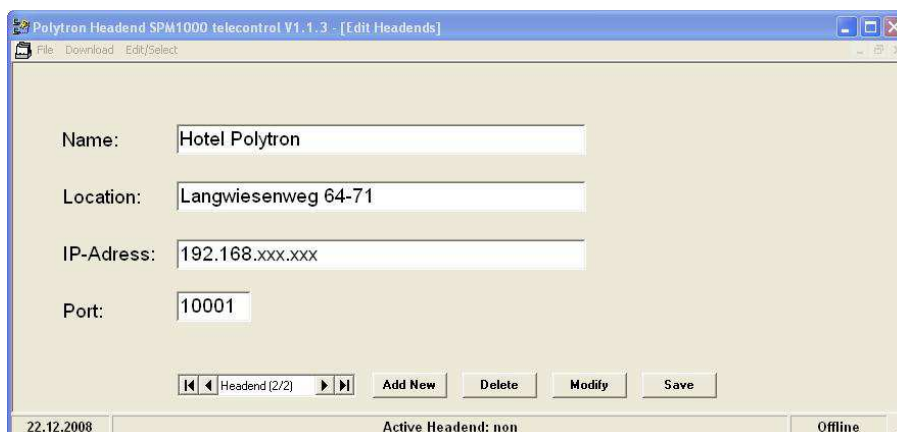 Polytron Headend SPM1000 telecontrol V1.1.3 - [Edit Headends]
File Download Edit/Select
Name: Hotel Polytron
Location: Langwiesenweg 64-71
IP-Adress: 192.168.xxx.xxx
Port: 10001
Headend (2/2) Add New Delete Modify Save
22.12.2008 Active Headend: non Offline